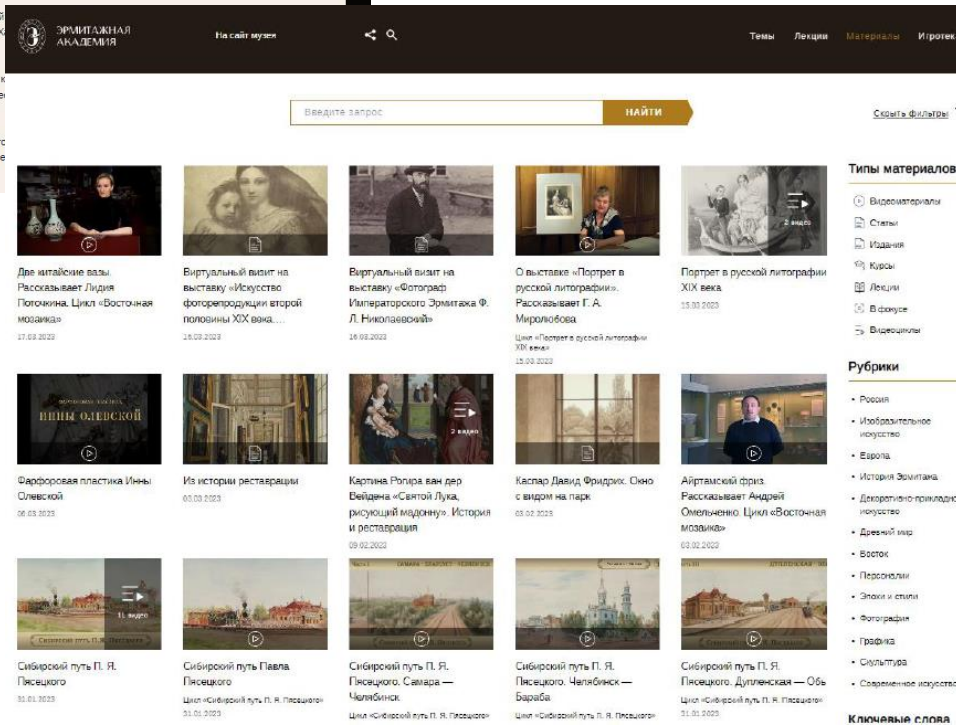 ЭРМИТАЖНАЯ
АКАДЕМИЯ
На сайт музея
Темы Лекции Материалы Игротек
Введите запрос
НАЙТИ
Скрыть фильтры
Две китайские вазы.
Рассказывает Лидия
Поточкина. Цикл «Восточная
мозаика»
17.03.2023
Виртуальный визит на
выставку «Искусство
фоторепродукции второй
половины XIX века....
16.03.2023
Виртуальный визит на
выставку «Фотограф
Императорского Эрмитажа Ф.
Л. Николаевский»
16.03.2023
О выставке «Портрет в
русской литографии».
Рассказывает Г. А.
Миролюбова
Цикл «Портрет в русской литографии
XIX века»
15.03.2023
2 видео
Портрет в русской литографии
XIX века
15.03.2023
ИННЫ ОЛЕВСКОЙ
Фарфоровая пластика Инны
Олевской
06.03.2023
Из истории реставрации
03.03.2023
2 видео
Картина Рогира ван дер
Вейдена «Святой Лука,
рисующий мадонну». История
и реставрация
09.02.2023
Каспар Давид Фридрих. Окно
с видом на парк
03.02.2023
Айртамский фриз.
Рассказывает Андрей
Омельченко. Цикл «Восточная
мозаика»
03.02.2023
11 видео
Сибирский путь П. Я.
Пясецкого
31.01.2023
Сибирский путь Павла
Пясецкого
Цикл «Сибирский путь П. Я. Пясецкого»
31.01.2023
Сибирский путь П. Я.
Пясецкого. Самара —
Челябинск
Цикл «Сибирский путь П. Я. Пясецкого»
Сибирский путь П. Я.
Пясецкого. Челябинск —
Бараба
Цикл «Сибирский путь П. Я. Пясецкого»
Сибирский путь П. Я.
Пясецкого. Дупленская — Обь
Цикл «Сибирский путь П. Я. Пясецкого»
31.01.2023
Типы материалов
Видеоматериалы
Статьи
Издания
Курсы
Лекции
В фокусе
Видеоциклы
Рубрики
Россия
Изобразительное
искусство
Европа
История Эрмитажа
Декоративно-прикладно
искусство
Древний мир
Восток
Персоналии
Эпохи и стили
Фотография
Графика
Скульптура
Современное искусство
Ключевые слова